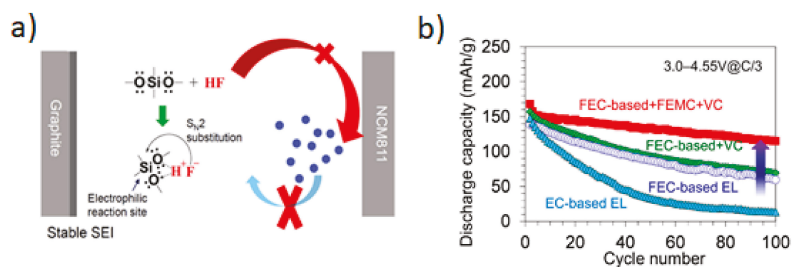 a)
Graphite
ÖSiÖ + HF
S_N2
substitution
Si O H⁺F⁻
O
Electrophilic
reaction site
Stable SEI
NCM811
b)
Discharge capacity (mAh/g)
250
200
150
100
50
0
3.0–4.55V@C/3
FEC-based+FEMC+VC
FEC-based+VC
FEC-based EL
EC-based EL
0
20
40
60
80
100
Cycle number